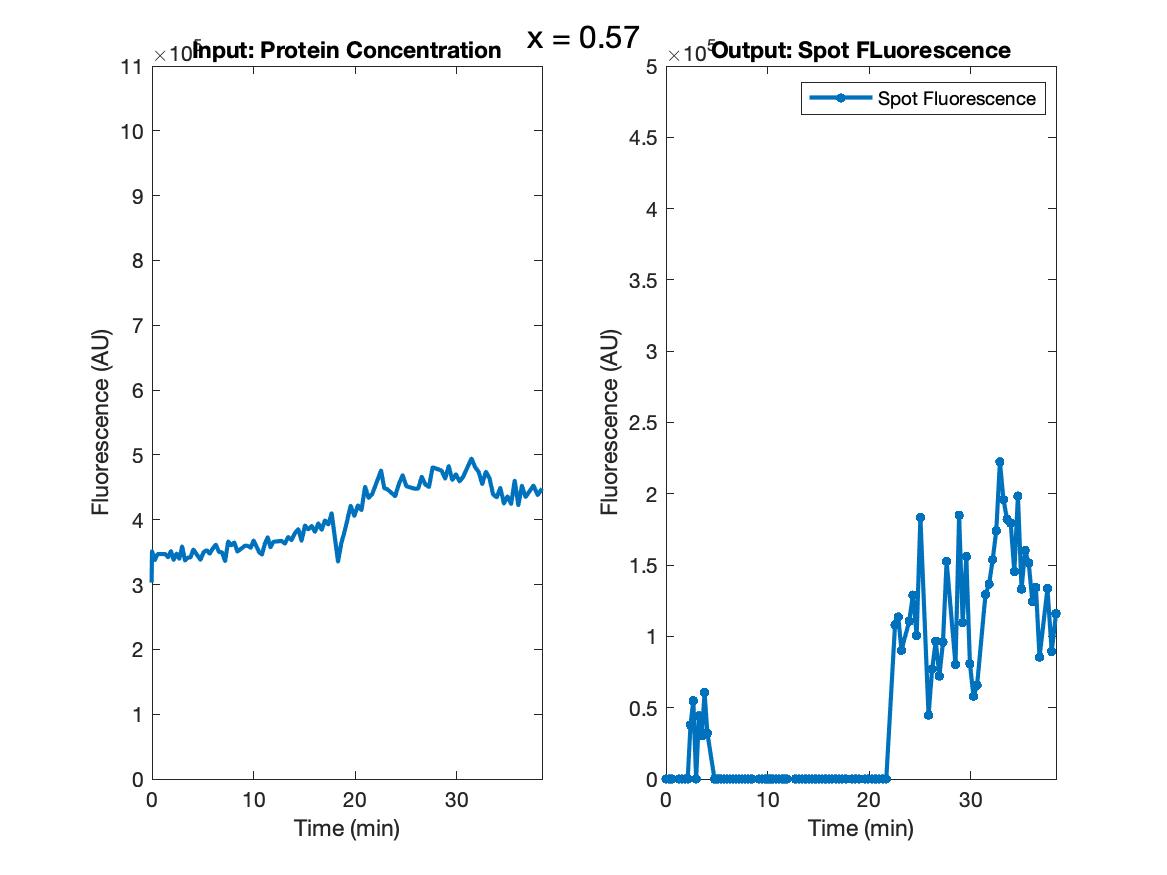 x = 0.57
×10⁵
Input: Protein Concentration
11
10
9
8
7
6
5
4
3
2
1
0
Fluorescence (AU)
0 10 20 30
Time (min)
×10⁵
Output: Spot FLuorescence
Spot Fluorescence
5
4.5
4
3.5
3
2.5
2
1.5
1
0.5
0
Fluorescence (AU)
0 10 20 30
Time (min)